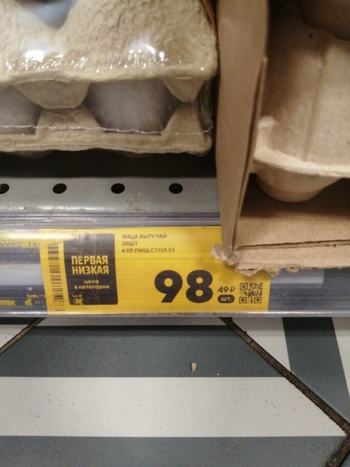 ЯЙЦА ВЫРУЧАЙ
20ШТ
КУР.ПИЩ.СТОЛ.С1
ПЕРВАЯ
НИЗКАЯ
цена
в категории
98 49 ₽
шт.